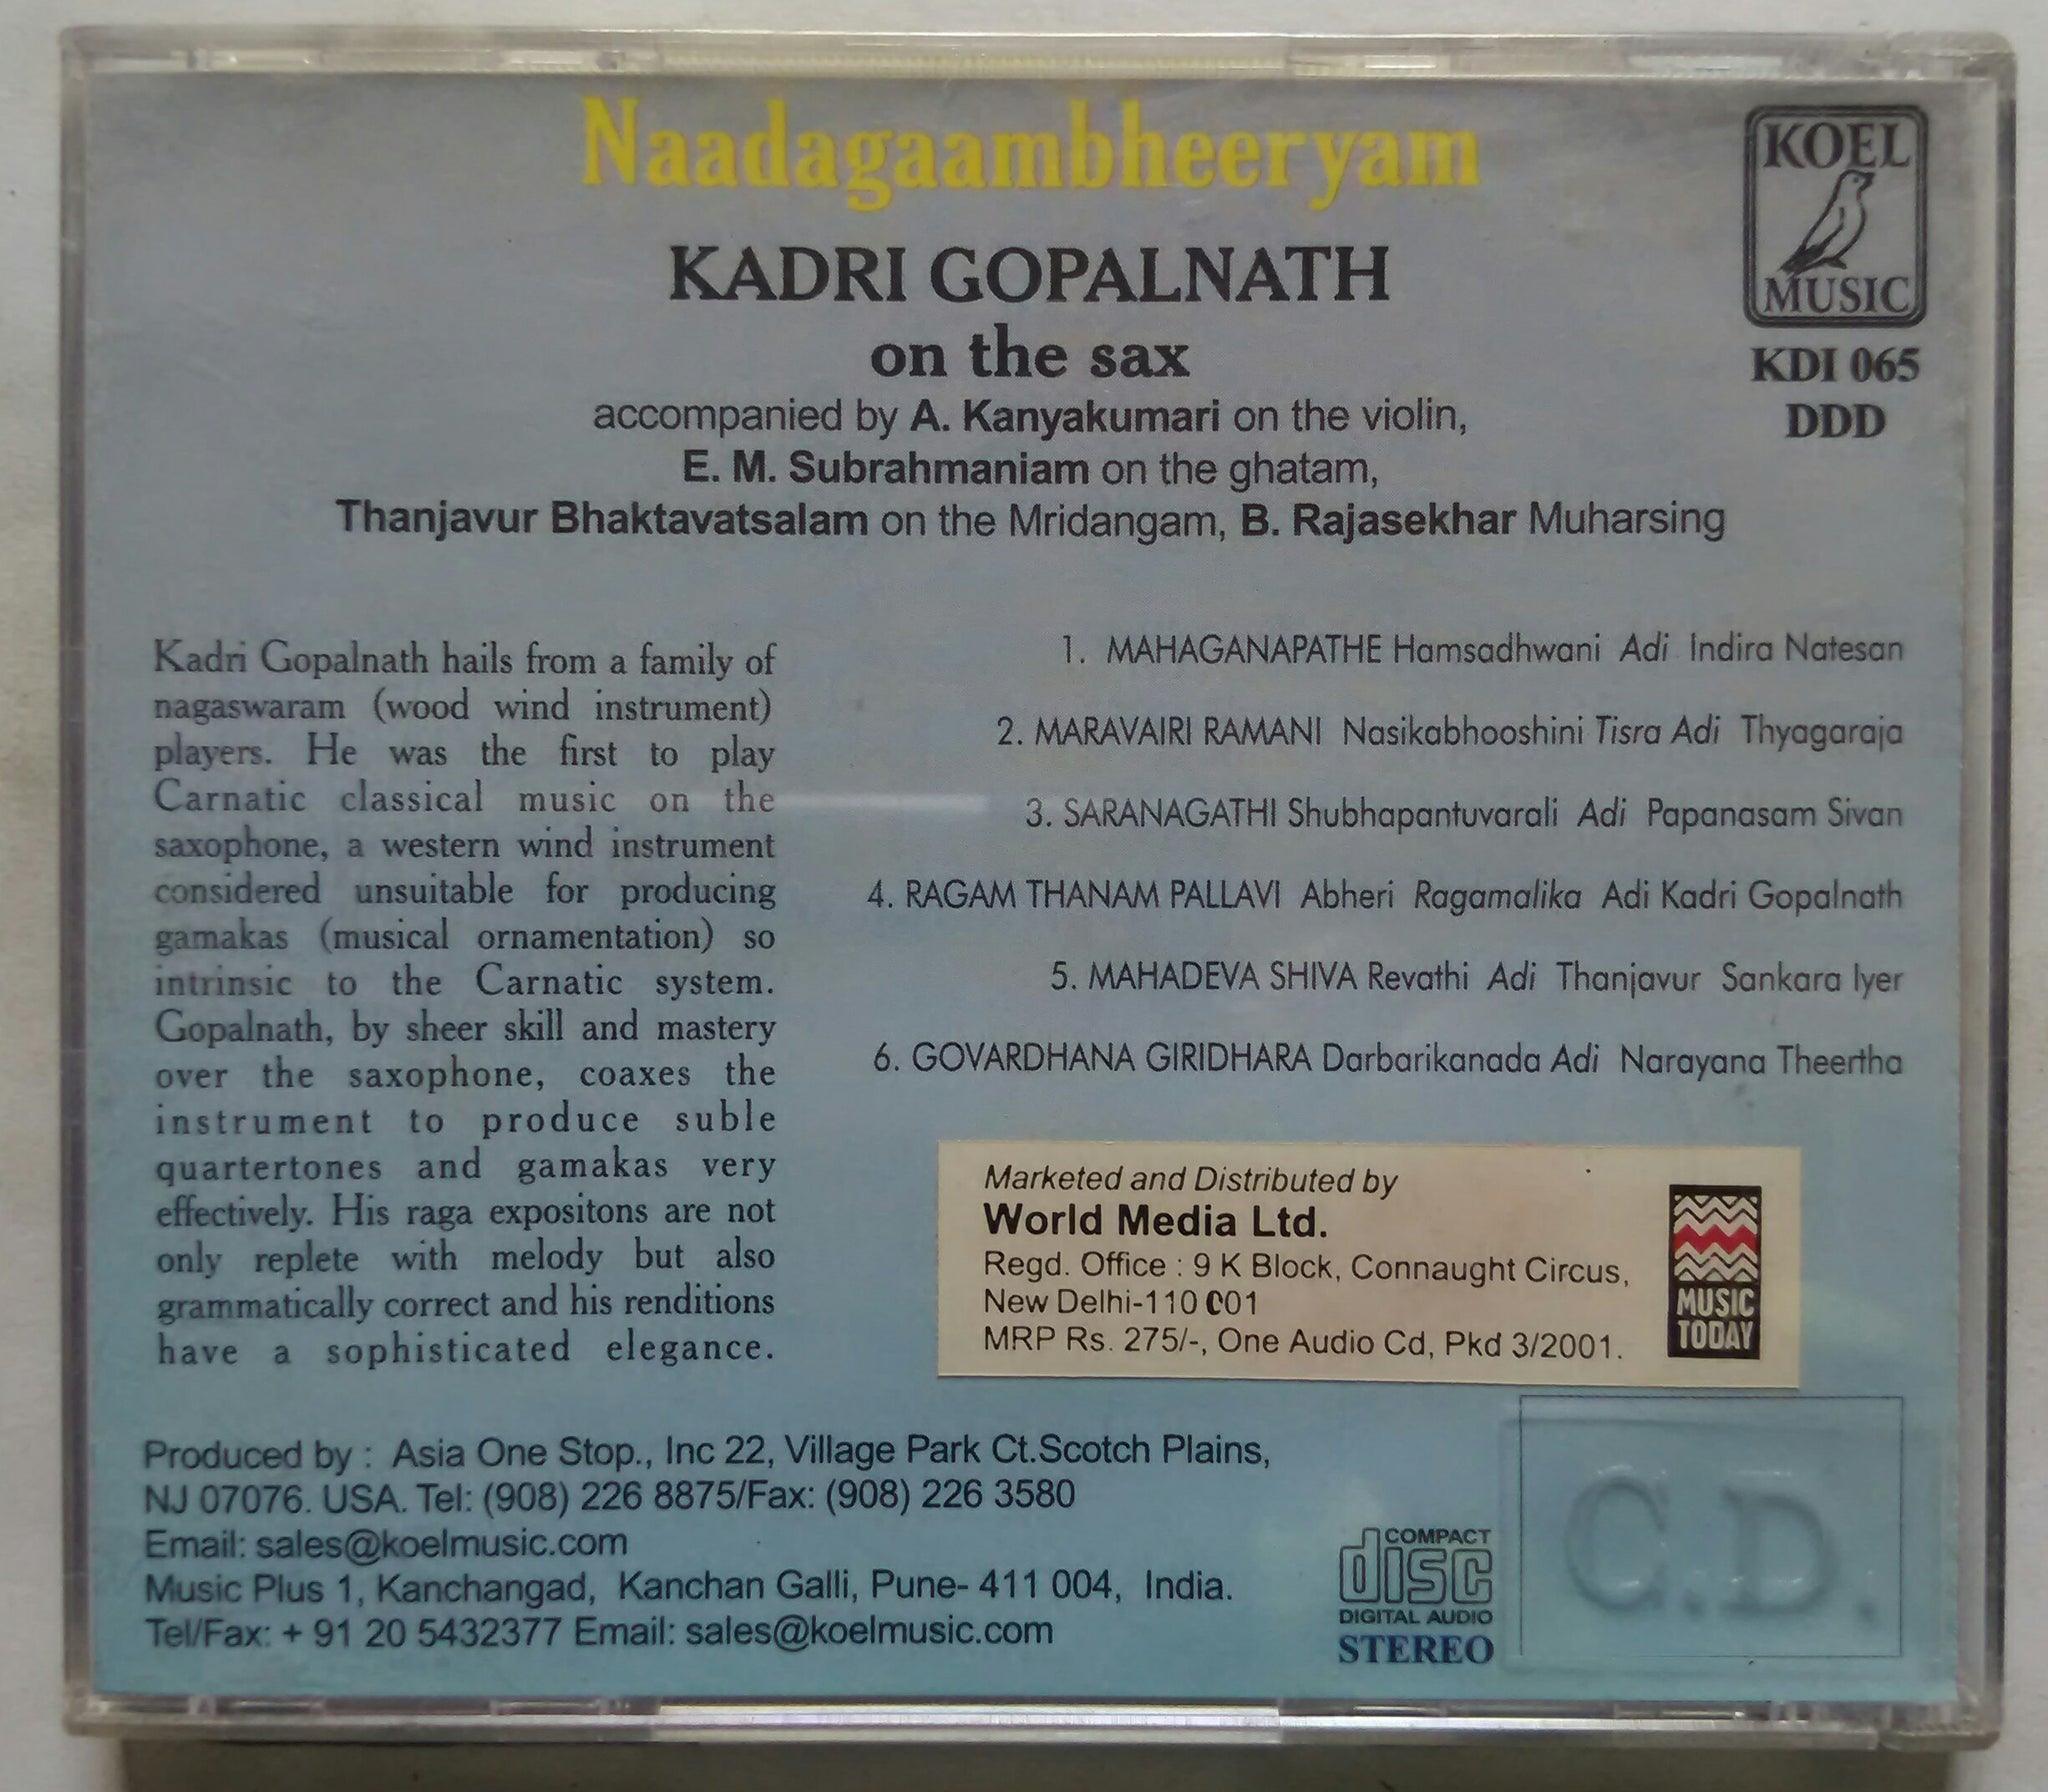 Naadagaambheeryam
KADRI GOPALNATH
on the sax
accompanied by A. Kanyakumari on the violin,
E. M. Subrahmaniam on the ghatam,
Thanjavur Bhaktavatsalam on the Mridangam, B. Rajasekhar Muharsing
KOEL
MUSIC
KDI 065
DDD
Kadri Gopalnath hails from a family of
nagaswaram (wood wind instrument)
players. He was the first to play
Carnatic classical music on the
saxophone, a western wind instrument
considered unsuitable for producing
gamakas (musical ornamentation) so
intrinsic to the Carnatic system.
Gopalnath, by sheer skill and mastery
over the saxophone, coaxes the
instrument to produce suble
quartertones and gamakas very
effectively. His raga expositons are not
only replete with melody but also
grammatically correct and his renditions
have a sophisticated elegance.
1. MAHAGANAPATHE Hamsadhwani Adi Indira Natesan
2. MARAVAIRI RAMANI Nasikabhooshini Tisra Adi Thyagaraja
3. SARANAGATHI Shubhapantuvarali Adi Papanasam Sivan
4. RAGAM THANAM PALLAVI Abheri Ragamalika Adi Kadri Gopalnath
5. MAHADEVA SHIVA Revathi Adi Thanjavur Sankara Iyer
6. GOVARDHANA GIRIDHARA Darbarikanada Adi Narayana Theertha
Marketed and Distributed by
World Media Ltd.
Regd. Office : 9 K Block, Connaught Circus,
New Delhi-110 001
MRP Rs. 275/-, One Audio Cd, Pkd 3/2001.
MUSIC
TODAY
Produced by : Asia One Stop., Inc 22, Village Park Ct.Scotch Plains,
NJ 07076. USA. Tel: (908) 226 8875/Fax: (908) 226 3580
Email: sales@koelmusic.com
Music Plus 1, Kanchangad, Kanchan Galli, Pune- 411 004, India.
Tel/Fax: + 91 20 5432377 Email: sales@koelmusic.com
COMPACT
disc
DIGITAL AUDIO
STEREO
C.D.